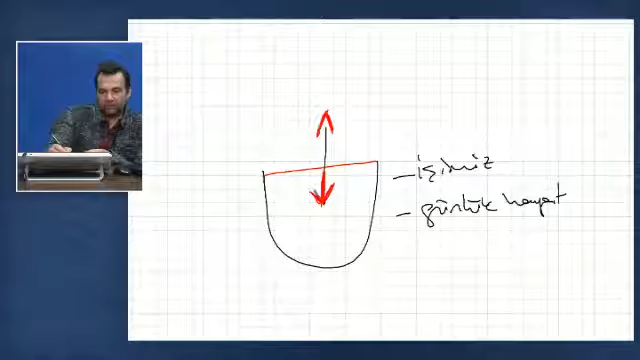 – işimiz
– günlük hayat